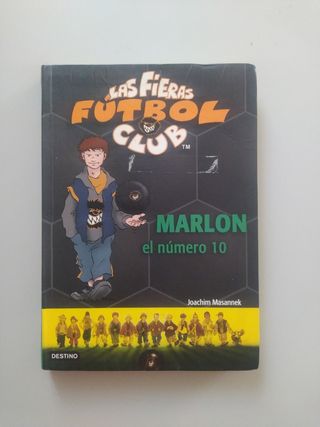 LAS FIERAS
FÚTBOL
CLUB TM
MARLON
el número 10
Joachim Masannek
DESTINO